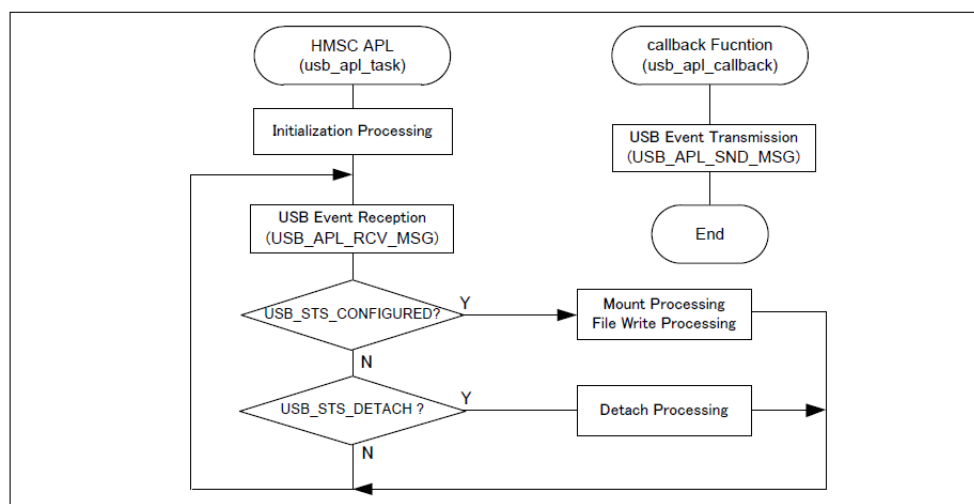 HMSC APL
(usb_apl_task)
callback Fucntion
(usb_apl_callback)
Initialization Processing
USB Event Transmission
(USB_APL_SND_MSG)
USB Event Reception
(USB_APL_RCV_MSG)
End
USB_STS_CONFIGURED?
Y
Mount Processing
File Write Processing
N
USB_STS_DETACH ?
Y
Detach Processing
N